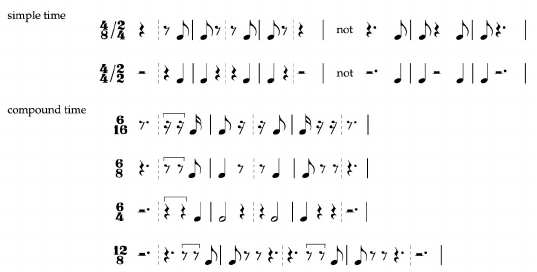 simple time
4/8 / 2/4 not
4/4 / 2/2 not
compound time
6/16
6/8
6/4
12/8